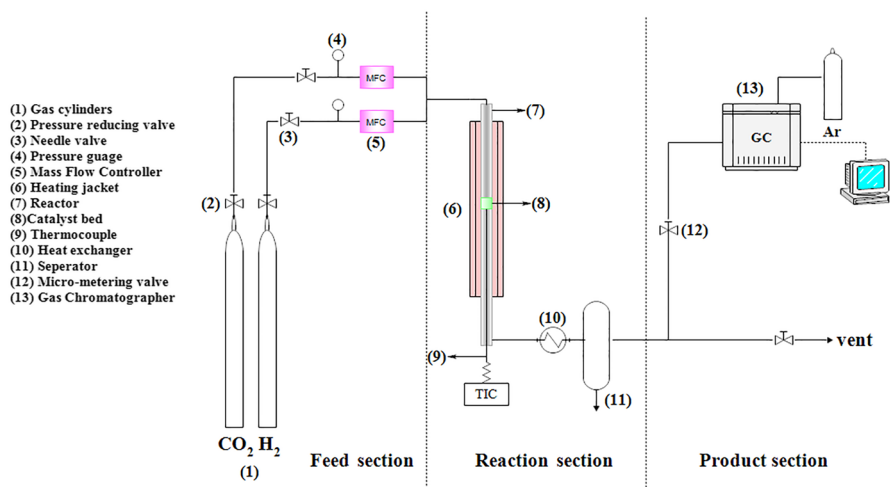 (1) Gas cylinders
(2) Pressure reducing valve
(3) Needle valve
(4) Pressure guage
(5) Mass Flow Controller
(6) Heating jacket
(7) Reactor
(8)Catalyst bed
(9) Thermocouple
(10) Heat exchanger
(11) Seperator
(12) Micro-metering valve
(13) Gas Chromatographer
(4)
MFC
(3)
MFC
(5)
(2)
CO2 H2
(1)
Feed section
(7)
(6)
(8)
(10)
(9)
TIC
(11)
Reaction section
(13)
GC
Ar
(12)
vent
Product section